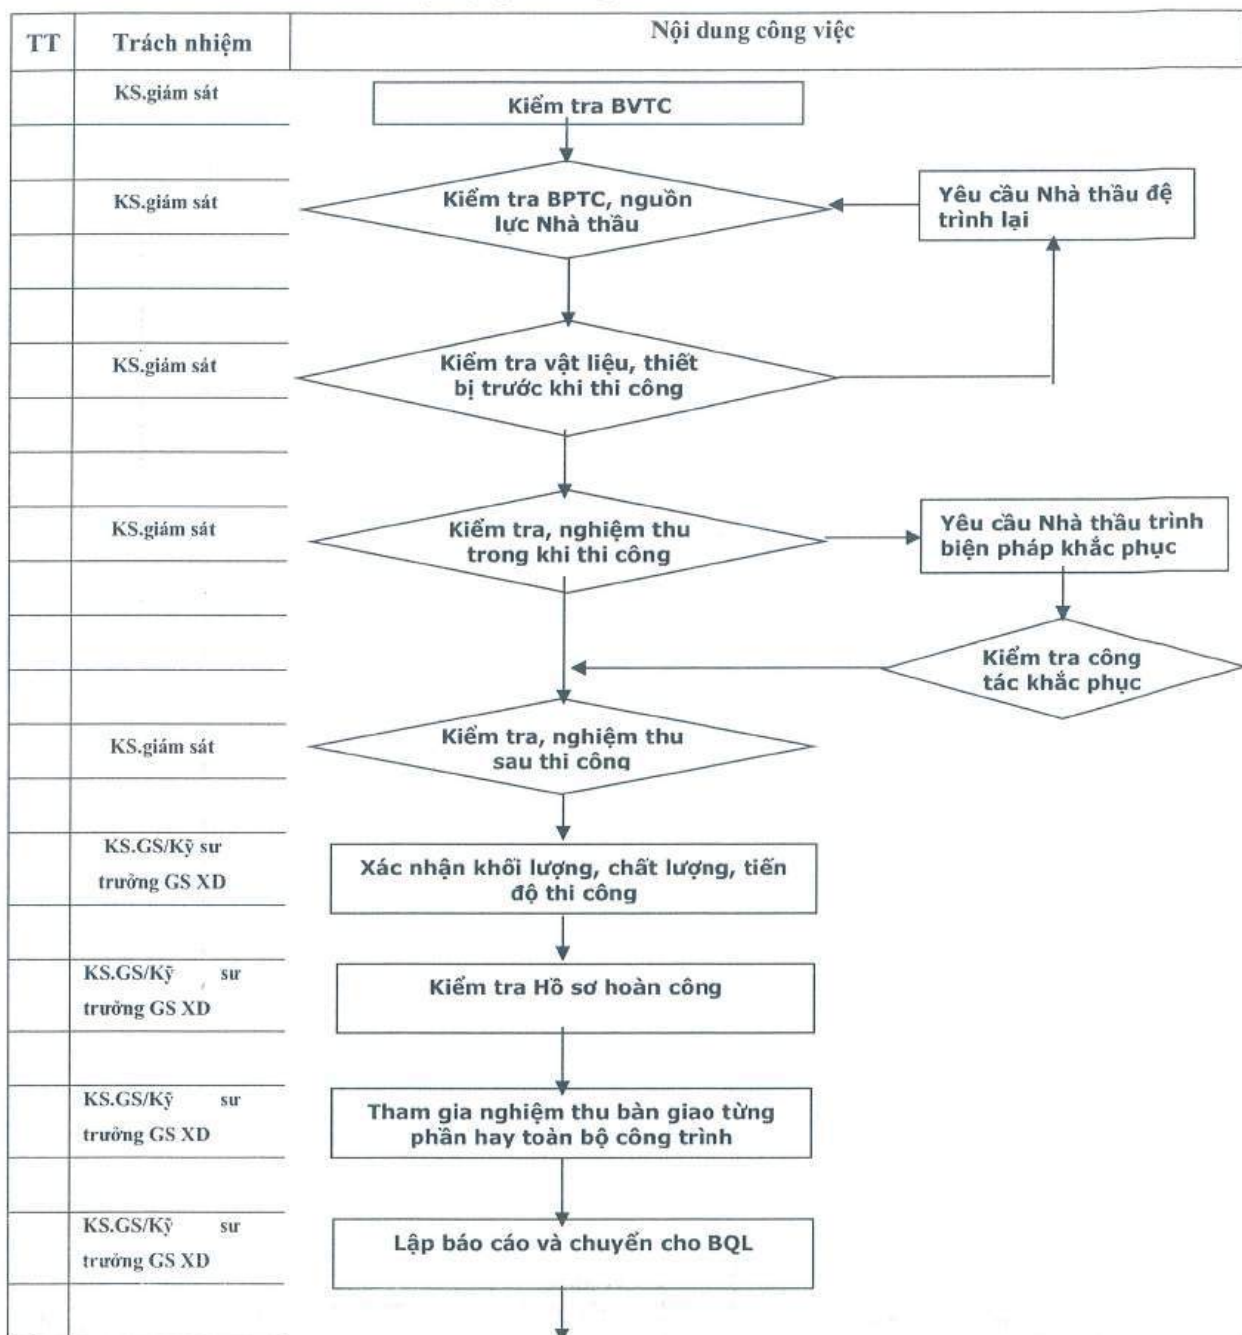 TT
Trách nhiệm
Nội dung công việc
KS.giám sát
Kiểm tra BVTC
KS.giám sát
Kiểm tra BPTC, nguồn
lực Nhà thầu
Yêu cầu Nhà thầu đệ
trình lại
KS.giám sát
Kiểm tra vật liệu, thiết
bị trước khi thi công
KS.giám sát
Kiểm tra, nghiệm thu
trong khi thi công
Yêu cầu Nhà thầu trình
biện pháp khắc phục
Kiểm tra công
tác khắc phục
KS.giám sát
Kiểm tra, nghiệm thu
sau thi công
KS.GS/Kỹ sư
trưởng GS XD
Xác nhận khối lượng, chất lượng, tiến
độ thi công
KS.GS/Kỹ sư
trưởng GS XD
Kiểm tra Hồ sơ hoàn công
KS.GS/Kỹ sư
trưởng GS XD
Tham gia nghiệm thu bàn giao từng
phần hay toàn bộ công trình
KS.GS/Kỹ sư
trưởng GS XD
Lập báo cáo và chuyển cho BQL